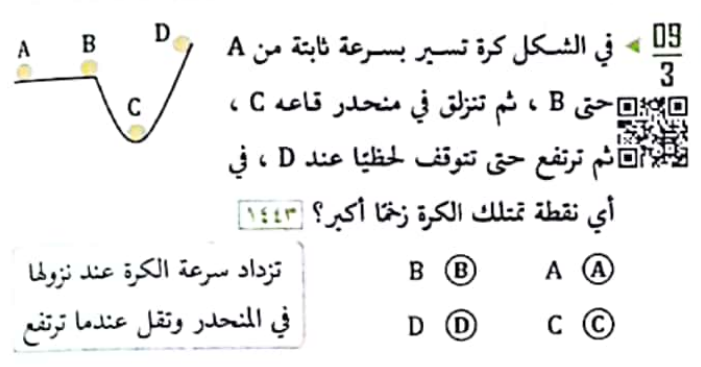 A B D
C
09
3
في الشكل كرة تسير بسرعة ثابتة من A
حتى B ، ثم تنزلق في منحدر قاعه C ،
ثم ترتفع حتى تتوقف لحظيًا عند D ، في
أي نقطة تمتلك الكرة زخمًا أكبر؟ ١٤٤٣
A A B B
C C D D
تزداد سرعة الكرة عند نزولها
في المنحدر وتقل عندما ترتفع